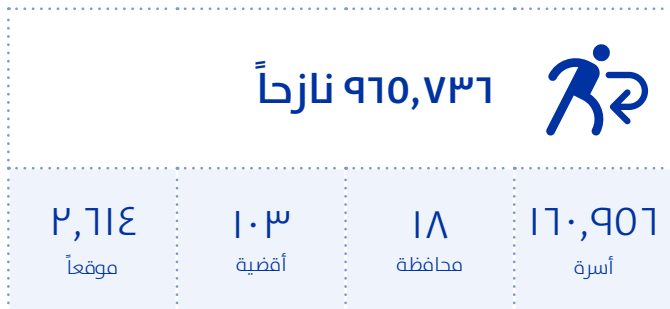 ٩٦٥,٧٣٦ نازحاً
١٦٠,٩٥٦
أسرة
١٨
محافظة
١٠٣
أقضية
٢,٦١٤
موقعاً